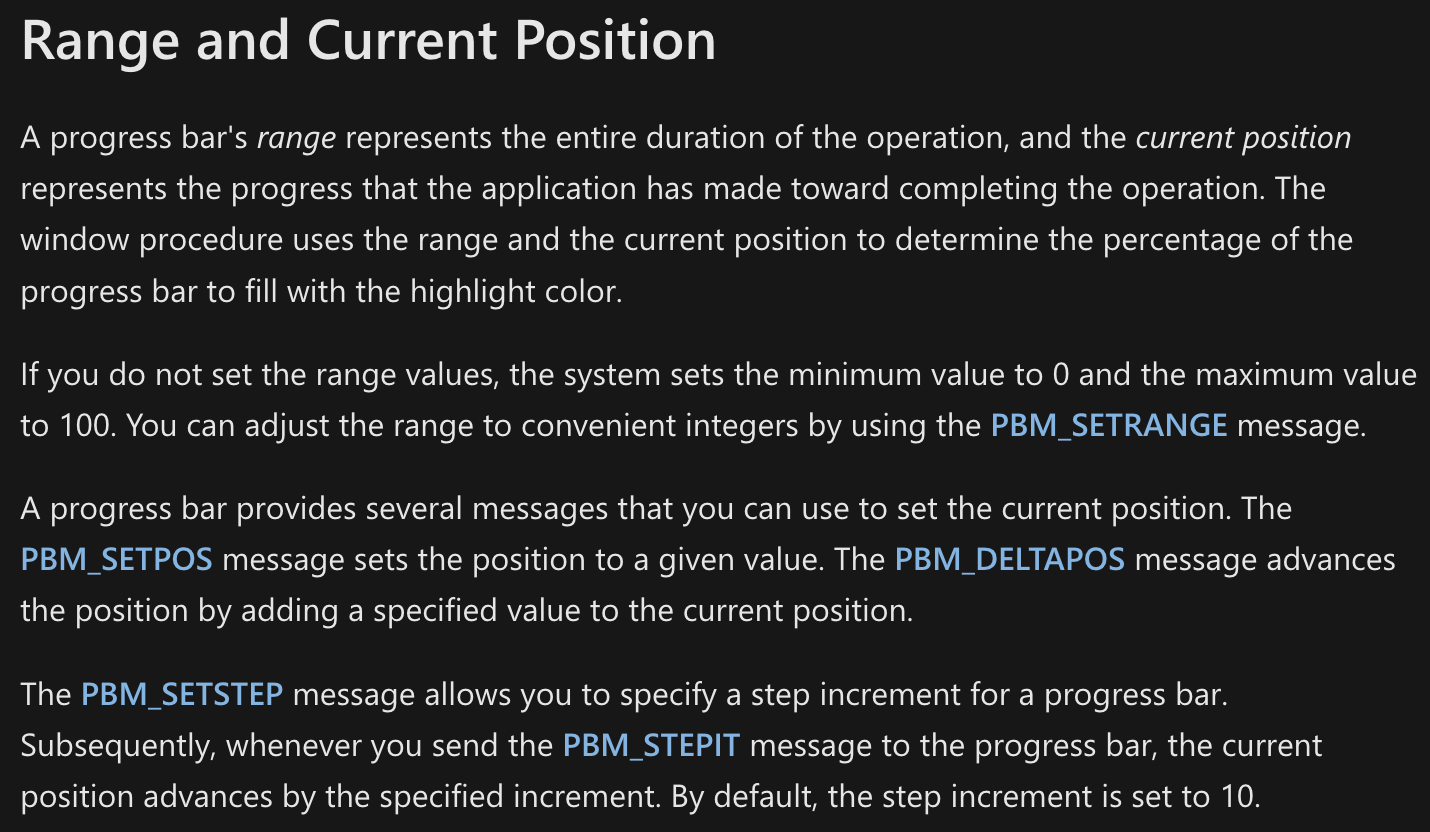 Range and Current Position
A progress bar's range represents the entire duration of the operation, and the current position
represents the progress that the application has made toward completing the operation. The
window procedure uses the range and the current position to determine the percentage of the
progress bar to fill with the highlight color.
If you do not set the range values, the system sets the minimum value to 0 and the maximum value
to 100. You can adjust the range to convenient integers by using the PBM_SETRANGE message.
A progress bar provides several messages that you can use to set the current position. The
PBM_SETPOS message sets the position to a given value. The PBM_DELTAPOS message advances
the position by adding a specified value to the current position.
The PBM_SETSTEP message allows you to specify a step increment for a progress bar.
Subsequently, whenever you send the PBM_STEPIT message to the progress bar, the current
position advances by the specified increment. By default, the step increment is set to 10.